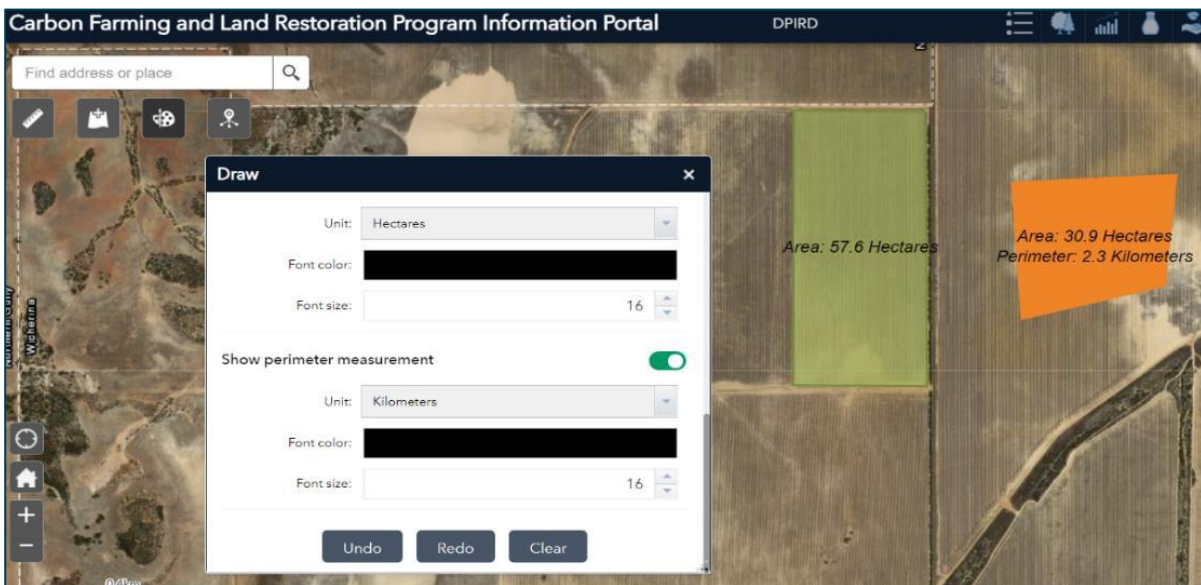 Carbon Farming and Land Restoration Program Information Portal
DPIRD
Find address or place
Draw
Unit: Hectares
Font color:
Font size: 16
Show perimeter measurement
Unit: Kilometers
Font color:
Font size: 16
Undo Redo Clear
Area: 57.6 Hectares
Area: 30.9 Hectares
Perimeter: 2.3 Kilometers
Wicherina
+
-